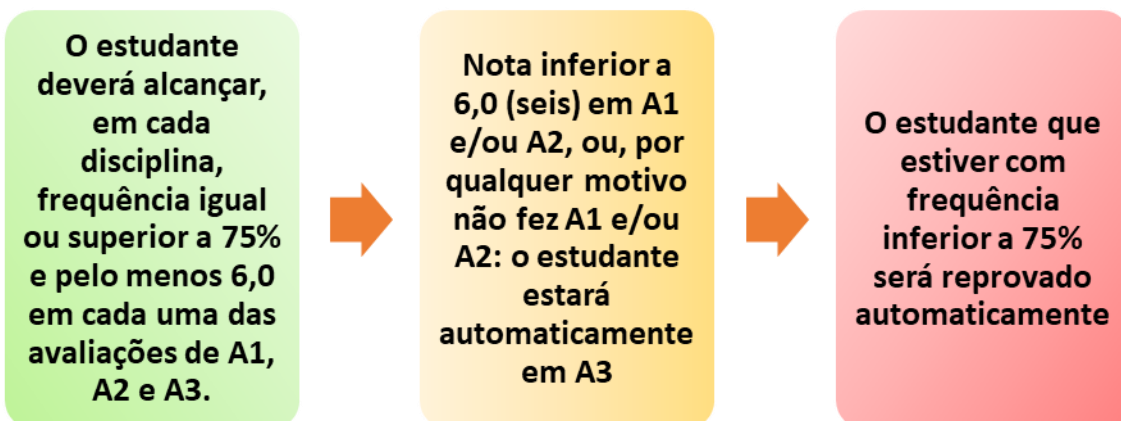 O estudante
deverá alcançar,
em cada
disciplina,
frequência igual
ou superior a 75%
e pelo menos 6,0
em cada uma das
avaliações de A1,
A2 e A3.
Nota inferior a
6,0 (seis) em A1
e/ou A2, ou, por
qualquer motivo
não fez A1 e/ou
A2: o estudante
estará
automaticamente
em A3
O estudante que
estiver com
frequência
inferior a 75%
será reprovado
automaticamente